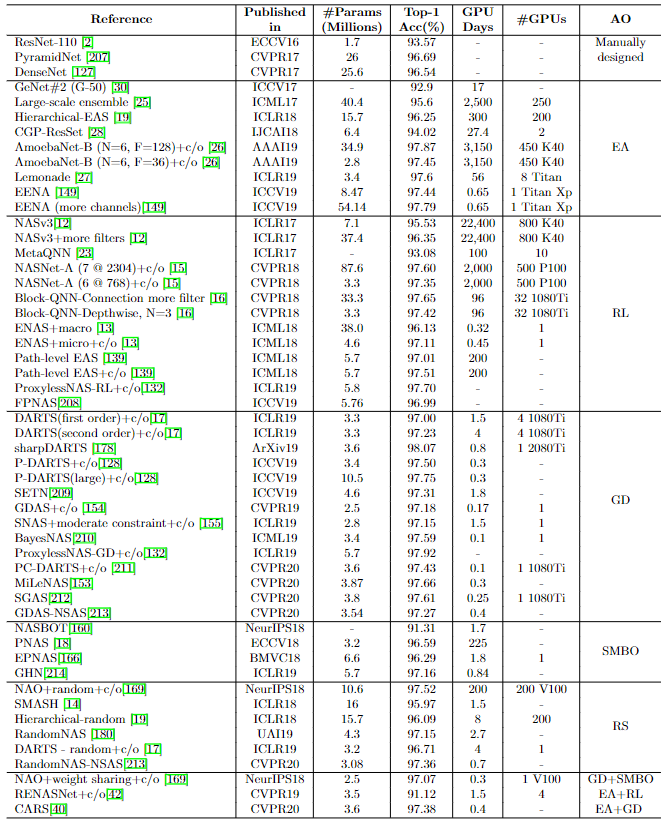 Reference Published in #Params (Millions) Top-1 Acc(%) GPU Days #GPUs AO
ResNet-110 [2] ECCV16 1.7 93.57 - - Manually
PyramidNet [207] CVPR17 26 96.69 - - designed
DenseNet [127] CVPR17 25.6 96.54 - -
GeNet#2 (G-50) [30] ICCV17 - 92.9 17 -
Large-scale ensemble [25] ICML17 40.4 95.6 2,500 250
Hierarchical-EAS [19] ICLR18 15.7 96.25 300 200
CGP-ResSet [28] IJCAI18 6.4 94.02 27.4 2
AmoebaNet-B (N=6, F=128)+c/o [26] AAAI19 34.9 97.87 3,150 450 K40 EA
AmoebaNet-B (N=6, F=36)+c/o [26] AAAI19 2.8 97.45 3,150 450 K40
Lemonade [27] ICLR19 3.4 97.6 56 8 Titan
EENA [149] ICCV19 8.47 97.44 0.65 1 Titan Xp
EENA (more channels)[149] ICCV19 54.14 97.79 0.65 1 Titan Xp
NASv3[12] ICLR17 7.1 95.53 22,400 800 K40
NASv3+more filters [12] ICLR17 37.4 96.35 22,400 800 K40
MetaQNN [23] ICLR17 - 93.08 100 10
NASNet-A (7 @ 2304)+c/o [15] CVPR18 87.6 97.60 2,000 500 P100
NASNet-A (6 @ 768)+c/o [15] CVPR18 3.3 97.35 2,000 500 P100
Block-QNN-Connection more filter [16] CVPR18 33.3 97.65 96 32 1080Ti
Block-QNN-Depthwise, N=3 [16] CVPR18 3.3 97.42 96 32 1080Ti RL
ENAS+macro [13] ICML18 38.0 96.13 0.32 1
ENAS+micro+c/o [13] ICML18 4.6 97.11 0.45 1
Path-level EAS [139] ICML18 5.7 97.01 200 -
Path-level EAS+c/o [139] ICML18 5.7 97.51 200 -
ProxylessNAS-RL+c/o[132] ICLR19 5.8 97.70 - -
FPNAS[208] ICCV19 5.76 96.99 - -
DARTS(first order)+c/o[17] ICLR19 3.3 97.00 1.5 4 1080Ti
DARTS(second order)+c/o[17] ICLR19 3.3 97.23 4 4 1080Ti
sharpDARTS [178] ArXiv19 3.6 98.07 0.8 1 2080Ti
P-DARTS+c/o[128] ICCV19 3.4 97.50 0.3 -
P-DARTS(large)+c/o[128] ICCV19 10.5 97.75 0.3 -
SETN[209] ICCV19 4.6 97.31 1.8 -
GDAS+c/o [154] CVPR19 2.5 97.18 0.17 1 GD
SNAS+moderate constraint+c/o [155] ICLR19 2.8 97.15 1.5 1
BayesNAS[210] ICML19 3.4 97.59 0.1 1
ProxylessNAS-GD+c/o[132] ICLR19 5.7 97.92 - -
PC-DARTS+c/o [211] CVPR20 3.6 97.43 0.1 1 1080Ti
MiLeNAS[153] CVPR20 3.87 97.66 0.3 -
SGAS[212] CVPR20 3.8 97.61 0.25 1 1080Ti
GDAS-NSAS[213] CVPR20 3.54 97.27 0.4 -
NASBOT[160] NeurIPS18 - 91.31 1.7 -
PNAS [18] ECCV18 3.2 96.59 225 - SMBO
EPNAS[166] BMVC18 6.6 96.29 1.8 1
GHN[214] ICLR19 5.7 97.16 0.84 -
NAO+random+c/o[169] NeurIPS18 10.6 97.52 200 200 V100
SMASH [14] ICLR18 16 95.97 1.5 -
Hierarchical-random [19] ICLR18 15.7 96.09 8 200 RS
RandomNAS [180] UAI19 4.3 97.15 2.7 -
DARTS - random+c/o [17] ICLR19 3.2 96.71 4 1
RandomNAS-NSAS[213] CVPR20 3.08 97.36 0.7 -
NAO+weight sharing+c/o [169] NeurIPS18 2.5 97.07 0.3 1 V100 GD+SMBO
RENASNet+c/o[42] CVPR19 3.5 91.12 1.5 4 EA+RL
CARS[40] CVPR20 3.6 97.38 0.4 - EA+GD